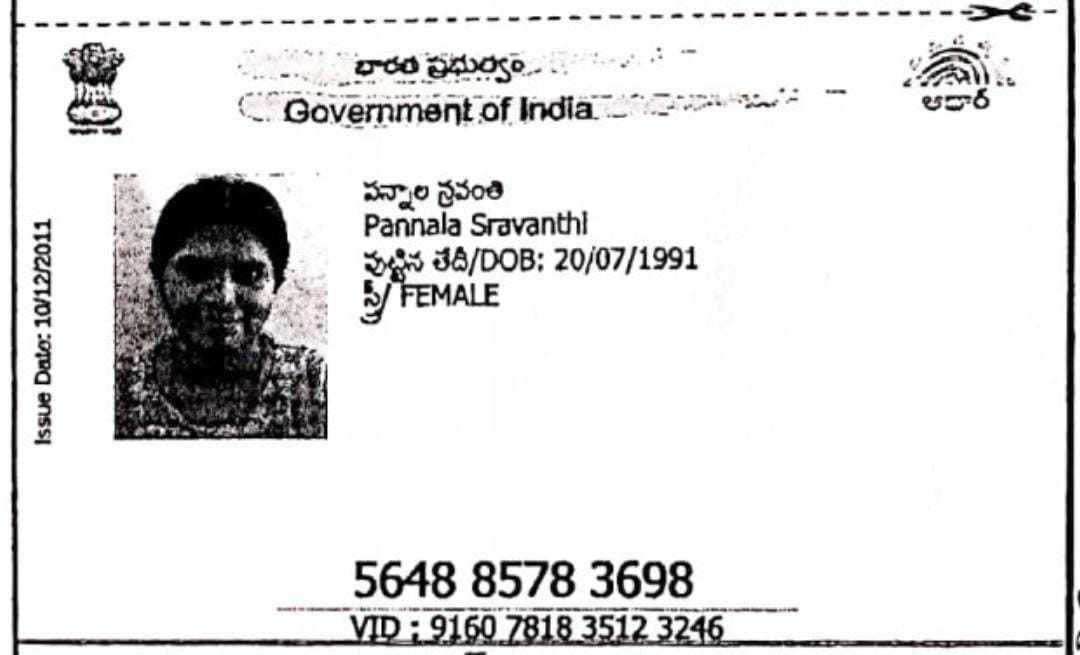 భారత ప్రభుత్వం
Government of India
ఆధార్
Issue Date: 10/12/2011
పన్నాల స్రవంతి
Pannala Sravanthi
పుట్టిన తేదీ/DOB: 20/07/1991
స్త్రీ/ FEMALE
5648 8578 3698
VID : 9160 7818 3512 3246